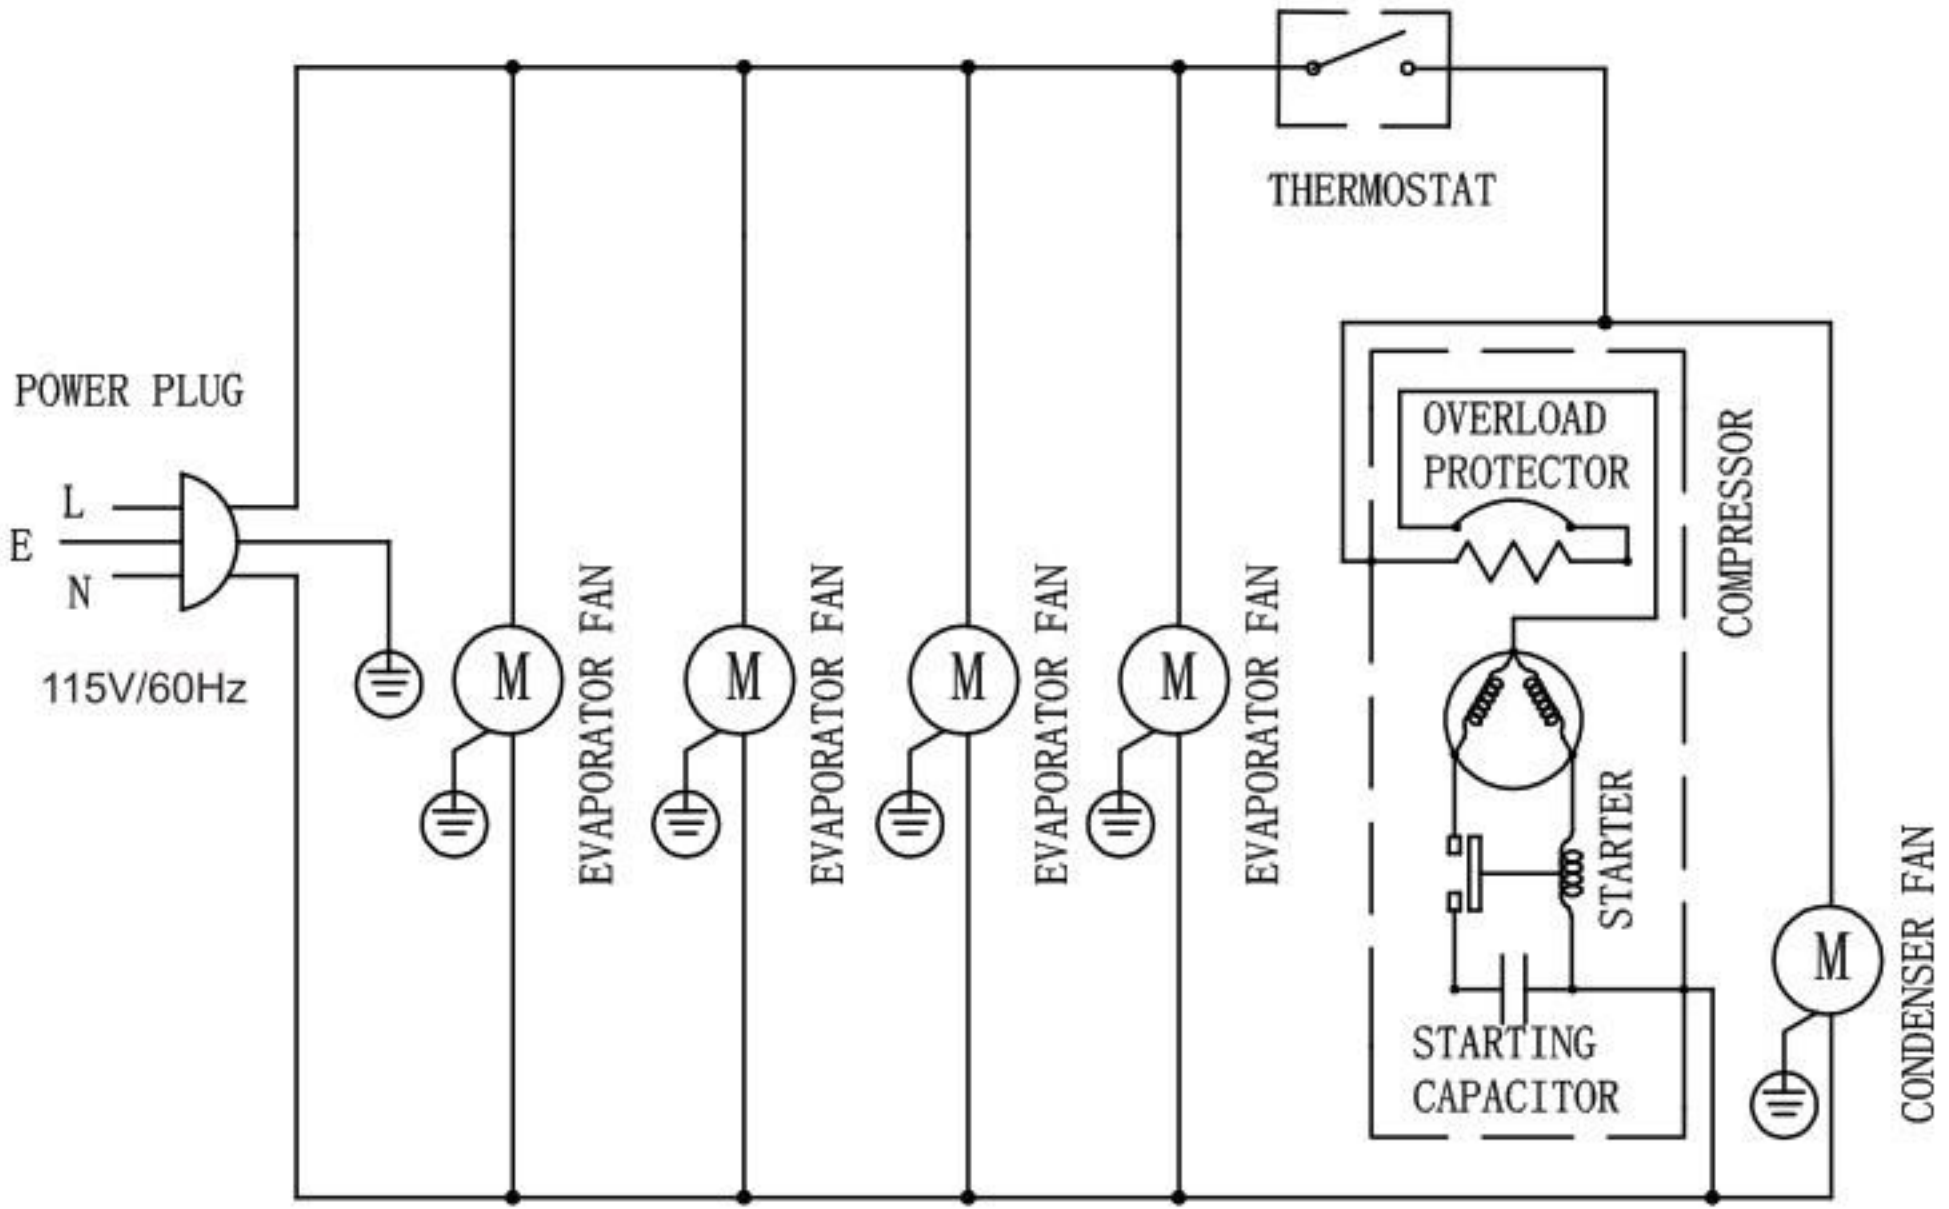 THERMOSTAT
POWER PLUG
L
E
N
115V/60Hz
OVERLOAD
PROTECTOR
COMPRESSOR
M
EVAPORATOR FAN
M
EVAPORATOR FAN
M
EVAPORATOR FAN
M
EVAPORATOR FAN
STARTER
STARTING
CAPACITOR
M
CONDENSER FAN